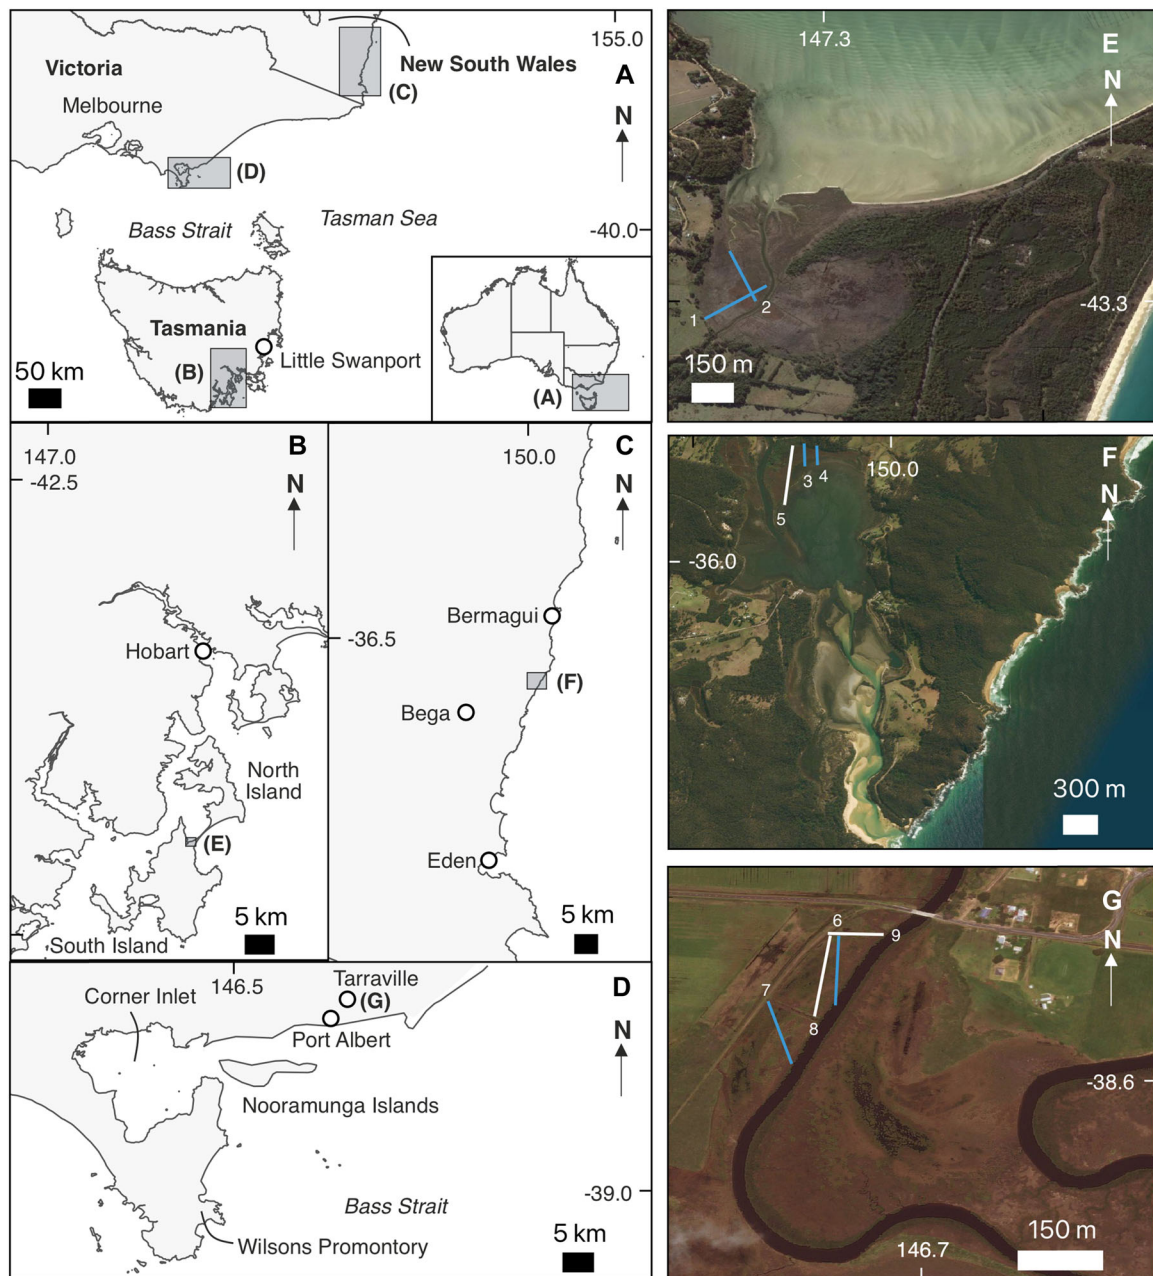 Victoria
Melbourne
New South Wales
155.0
A
N
(C)
(D)
Bass Strait
Tasman Sea
-40.0
Tasmania
Little Swanport
(B)
50 km
(A)
147.3
E
N
1
2
-43.3
150 m
147.0
-42.5
B
N
Hobart
North
Island
(E)
South Island
5 km
150.0
C
N
-36.5
Bermagui
(F)
Bega
Eden
5 km
150.0
F
N
3
4
5
-36.0
300 m
146.5
Tarraville
(G)
D
Corner Inlet
Port Albert
N
Nooramunga Islands
-39.0
Bass Strait
Wilsons Promontory
5 km
G
N
6
9
7
8
-38.6
150 m
146.7